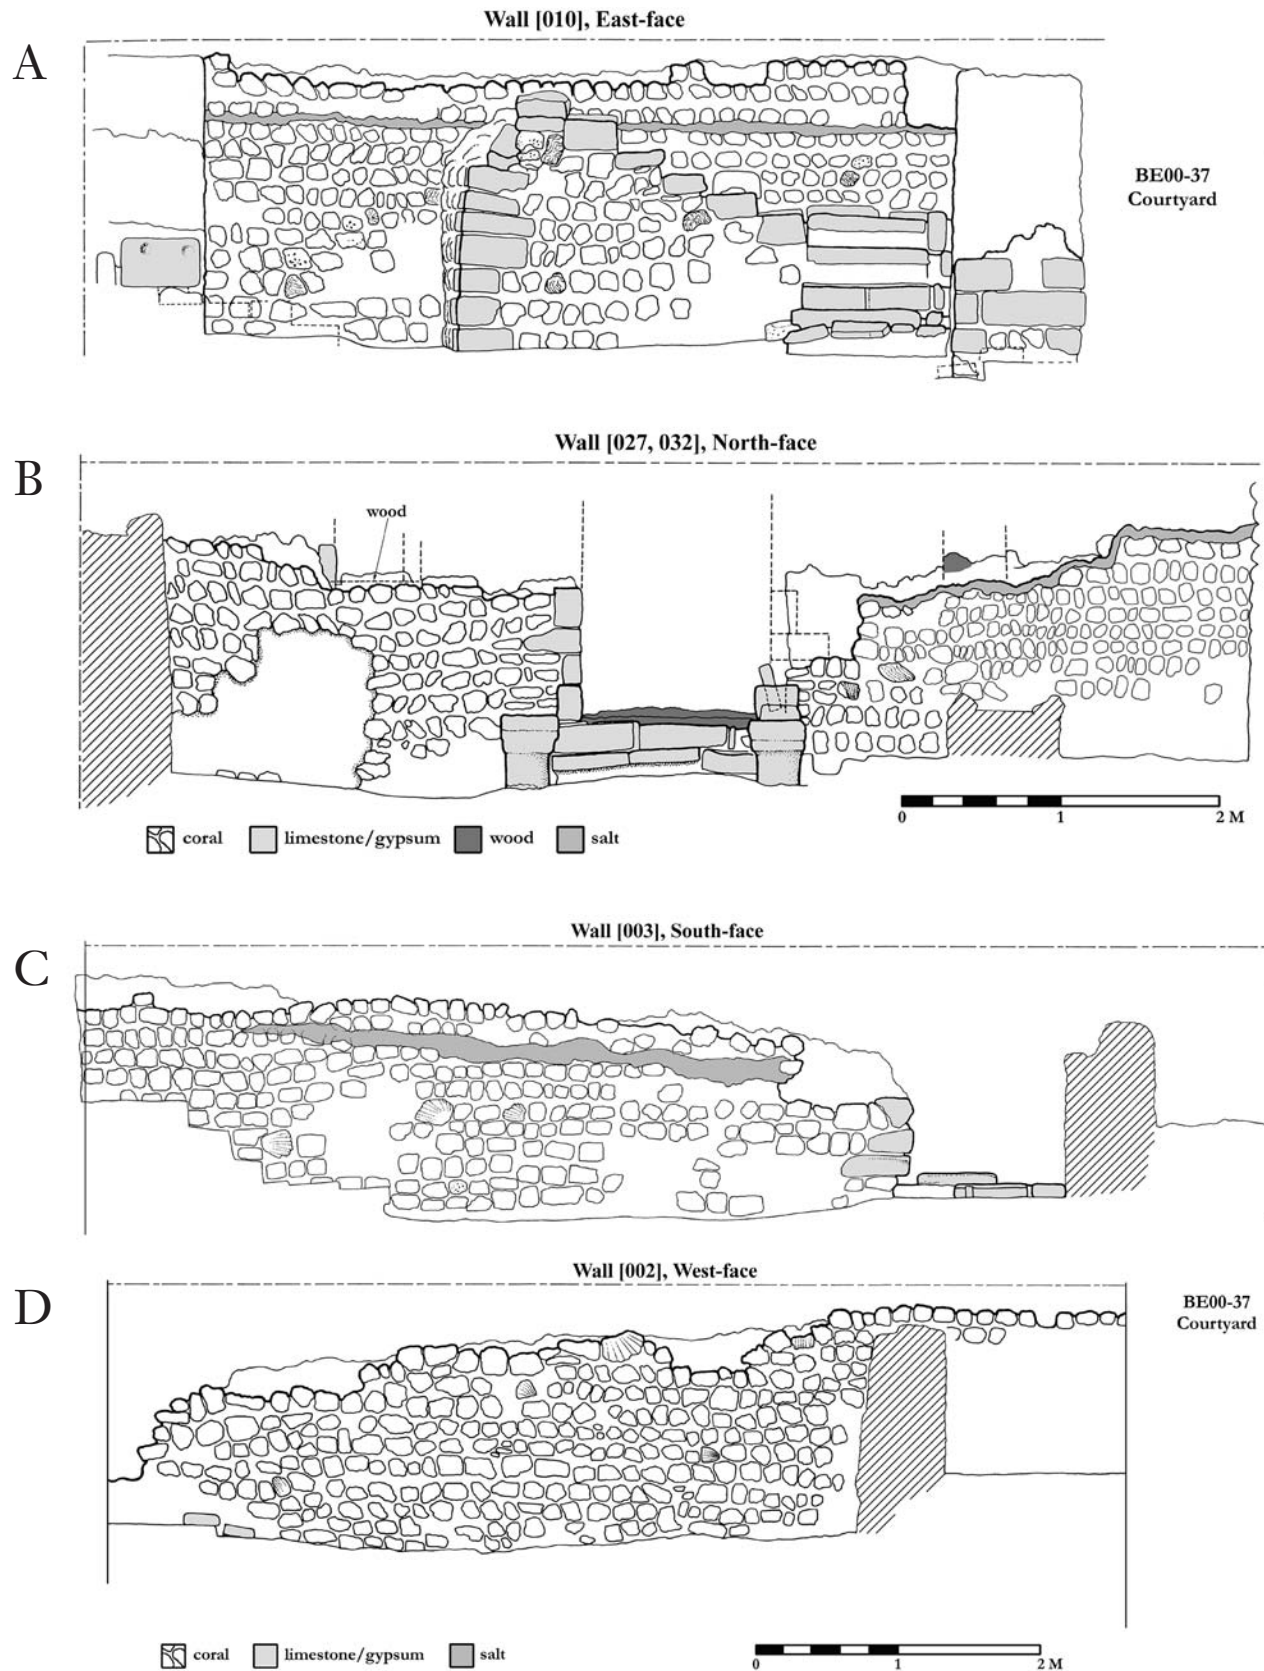 Wall [010], East-face
A
BE00-37
Courtyard
Wall [027, 032], North-face
B
wood
0 1 2 M
coral limestone/gypsum wood salt
Wall [003], South-face
C
Wall [002], West-face
D
BE00-37
Courtyard
coral limestone/gypsum salt
0 1 2 M